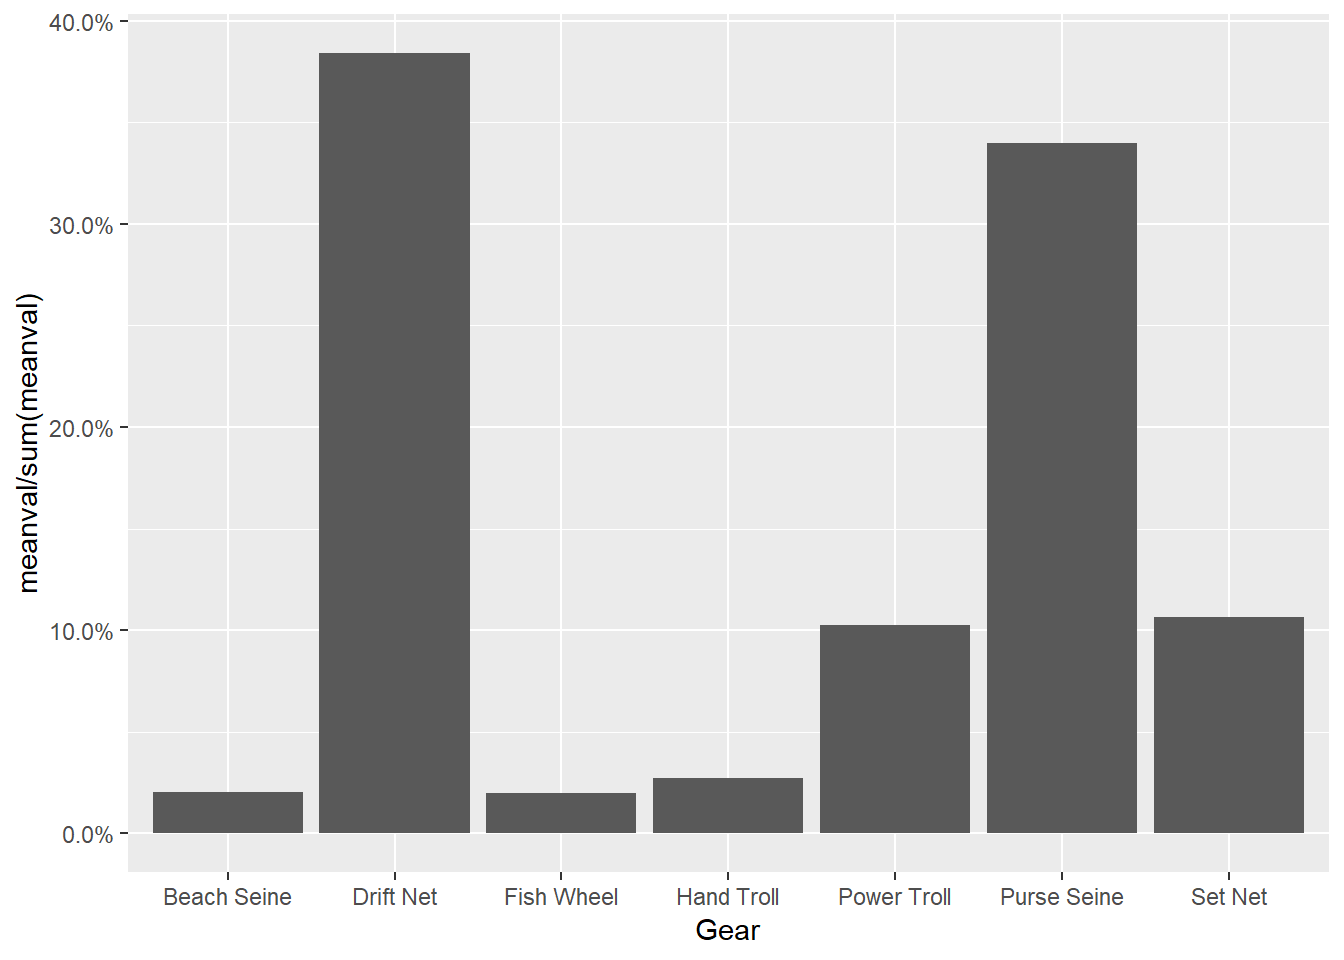 40.0%
30.0%
20.0%
10.0%
0.0%
meanval/sum(meanval)
Beach Seine Drift Net Fish Wheel Hand Troll Power Troll Purse Seine Set Net
Gear